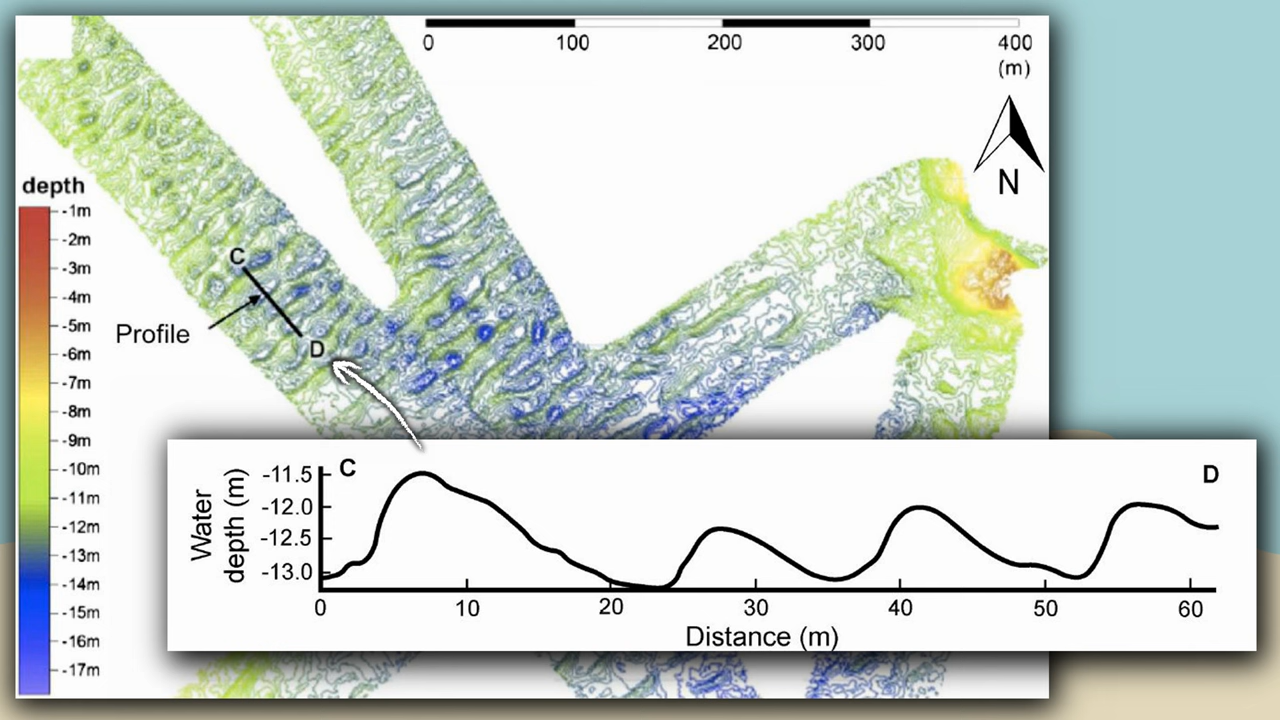 0 100 200 300 400
(m)
N
depth
-1m
-2m
-3m
-4m
-5m
-6m
-7m
-8m
-9m
-10m
-11m
-12m
-13m
-14m
-15m
-16m
-17m
C
Profile
D
C
D
Water
depth (m)
-11.5
-12.0
-12.5
-13.0
0 10 20 30 40 50 60
Distance (m)